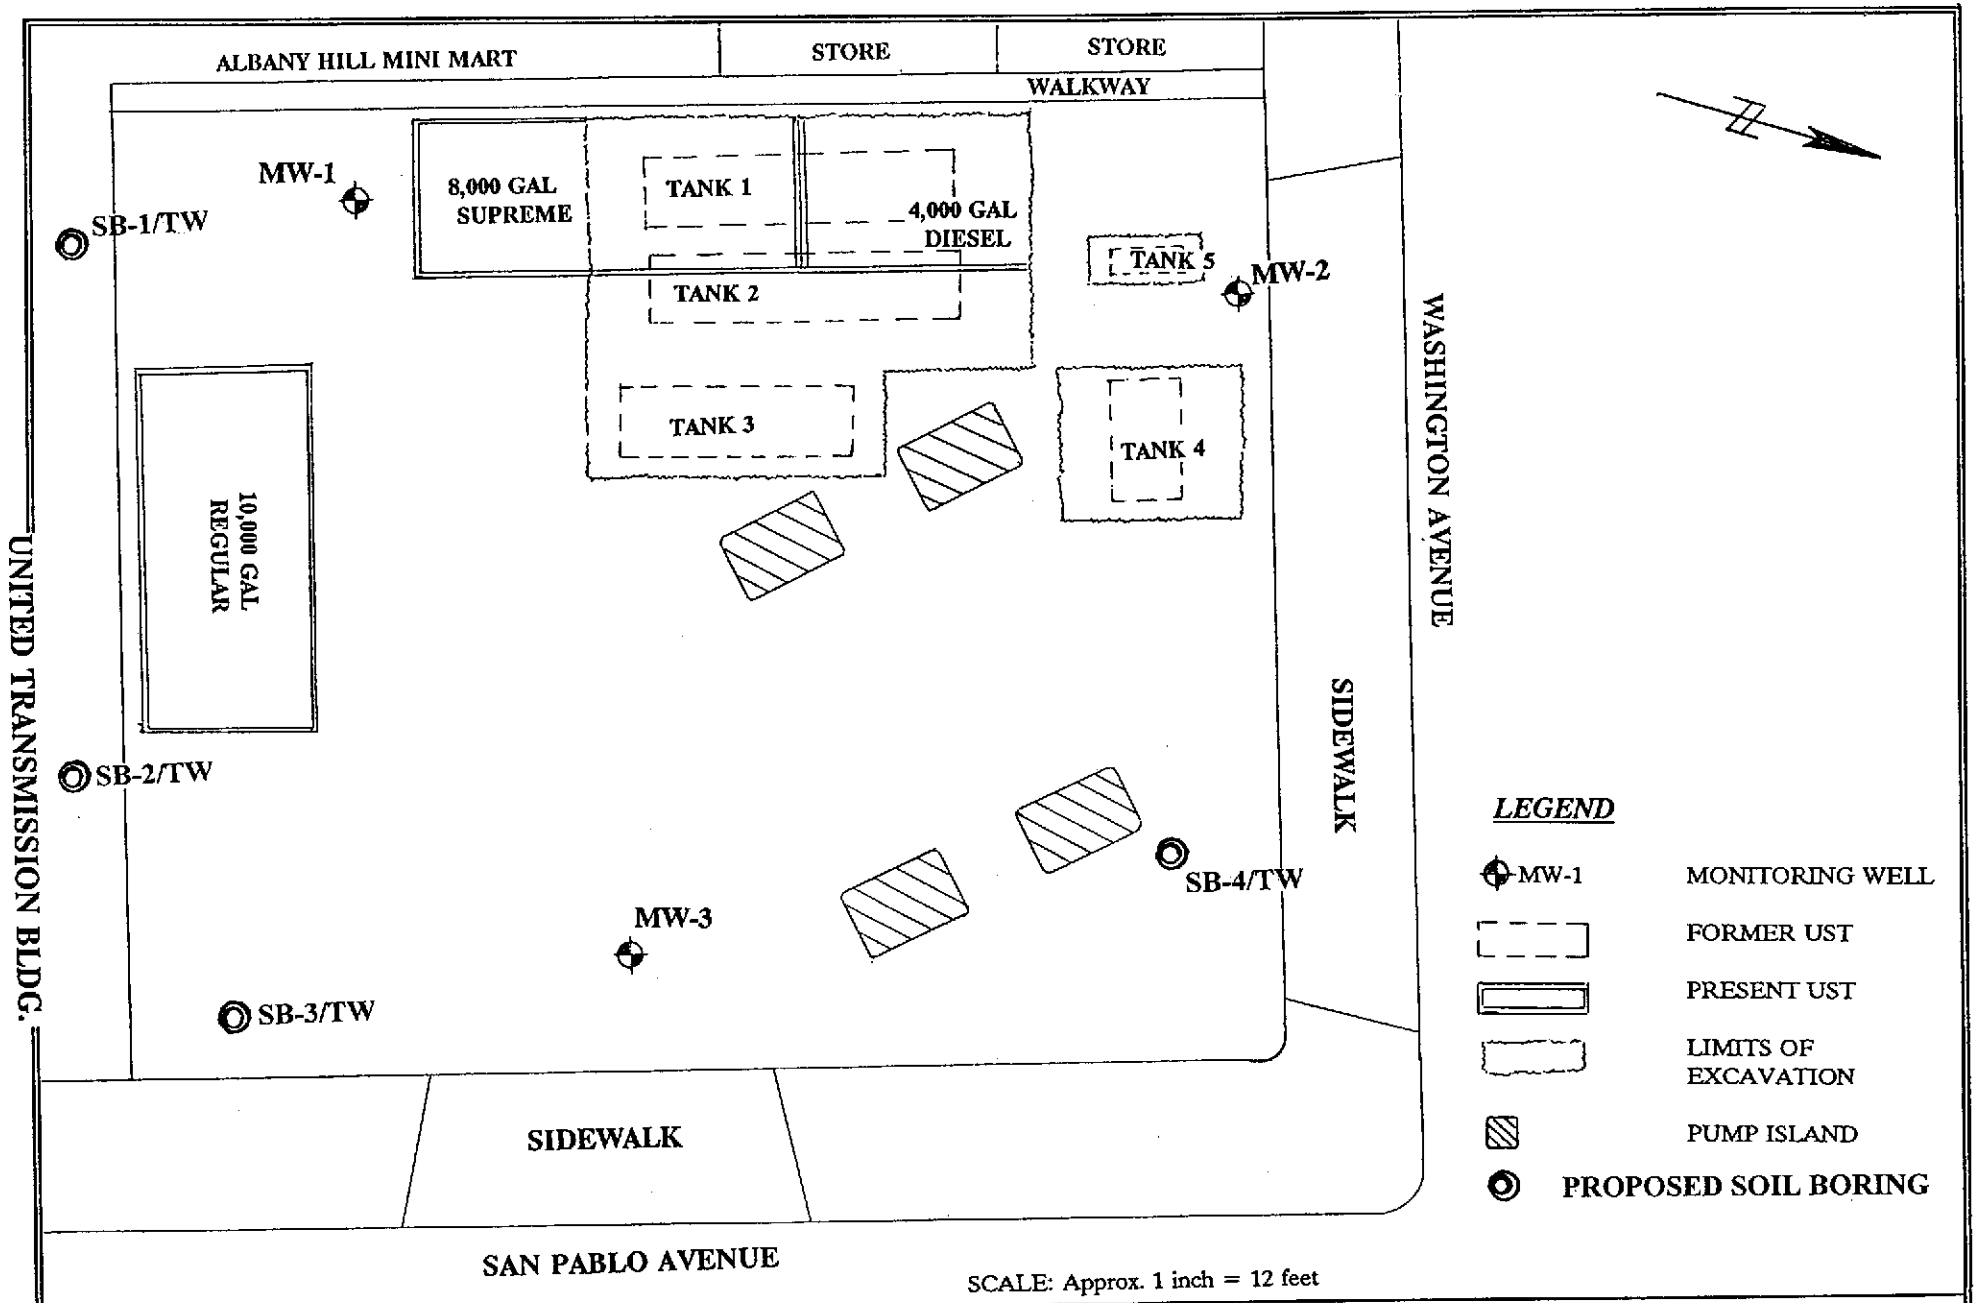 ALBANY HILL MINI MART
STORE
STORE
WALKWAY
MW-1
SB-1/TW
8,000 GAL
SUPREME
TANK 1
4,000 GAL
DIESEL
TANK 2
TANK 5
MW-2
TANK 3
TANK 4
10,000 GAL
REGULAR
UNITED TRANSMISSION BLDG.
WASHINGTON AVENUE
SIDEWALK
SB-2/TW
SB-4/TW
MW-3
SB-3/TW
SIDEWALK
SAN PABLO AVENUE
SCALE: Approx. 1 inch = 12 feet
LEGEND
MW-1 MONITORING WELL
FORMER UST
PRESENT UST
LIMITS OF
EXCAVATION
PUMP ISLAND
PROPOSED SOIL BORING
N